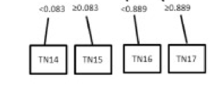 <0.083 ≥0.083 <0.889 ≥0.889
TN14 TN15 TN16 TN17